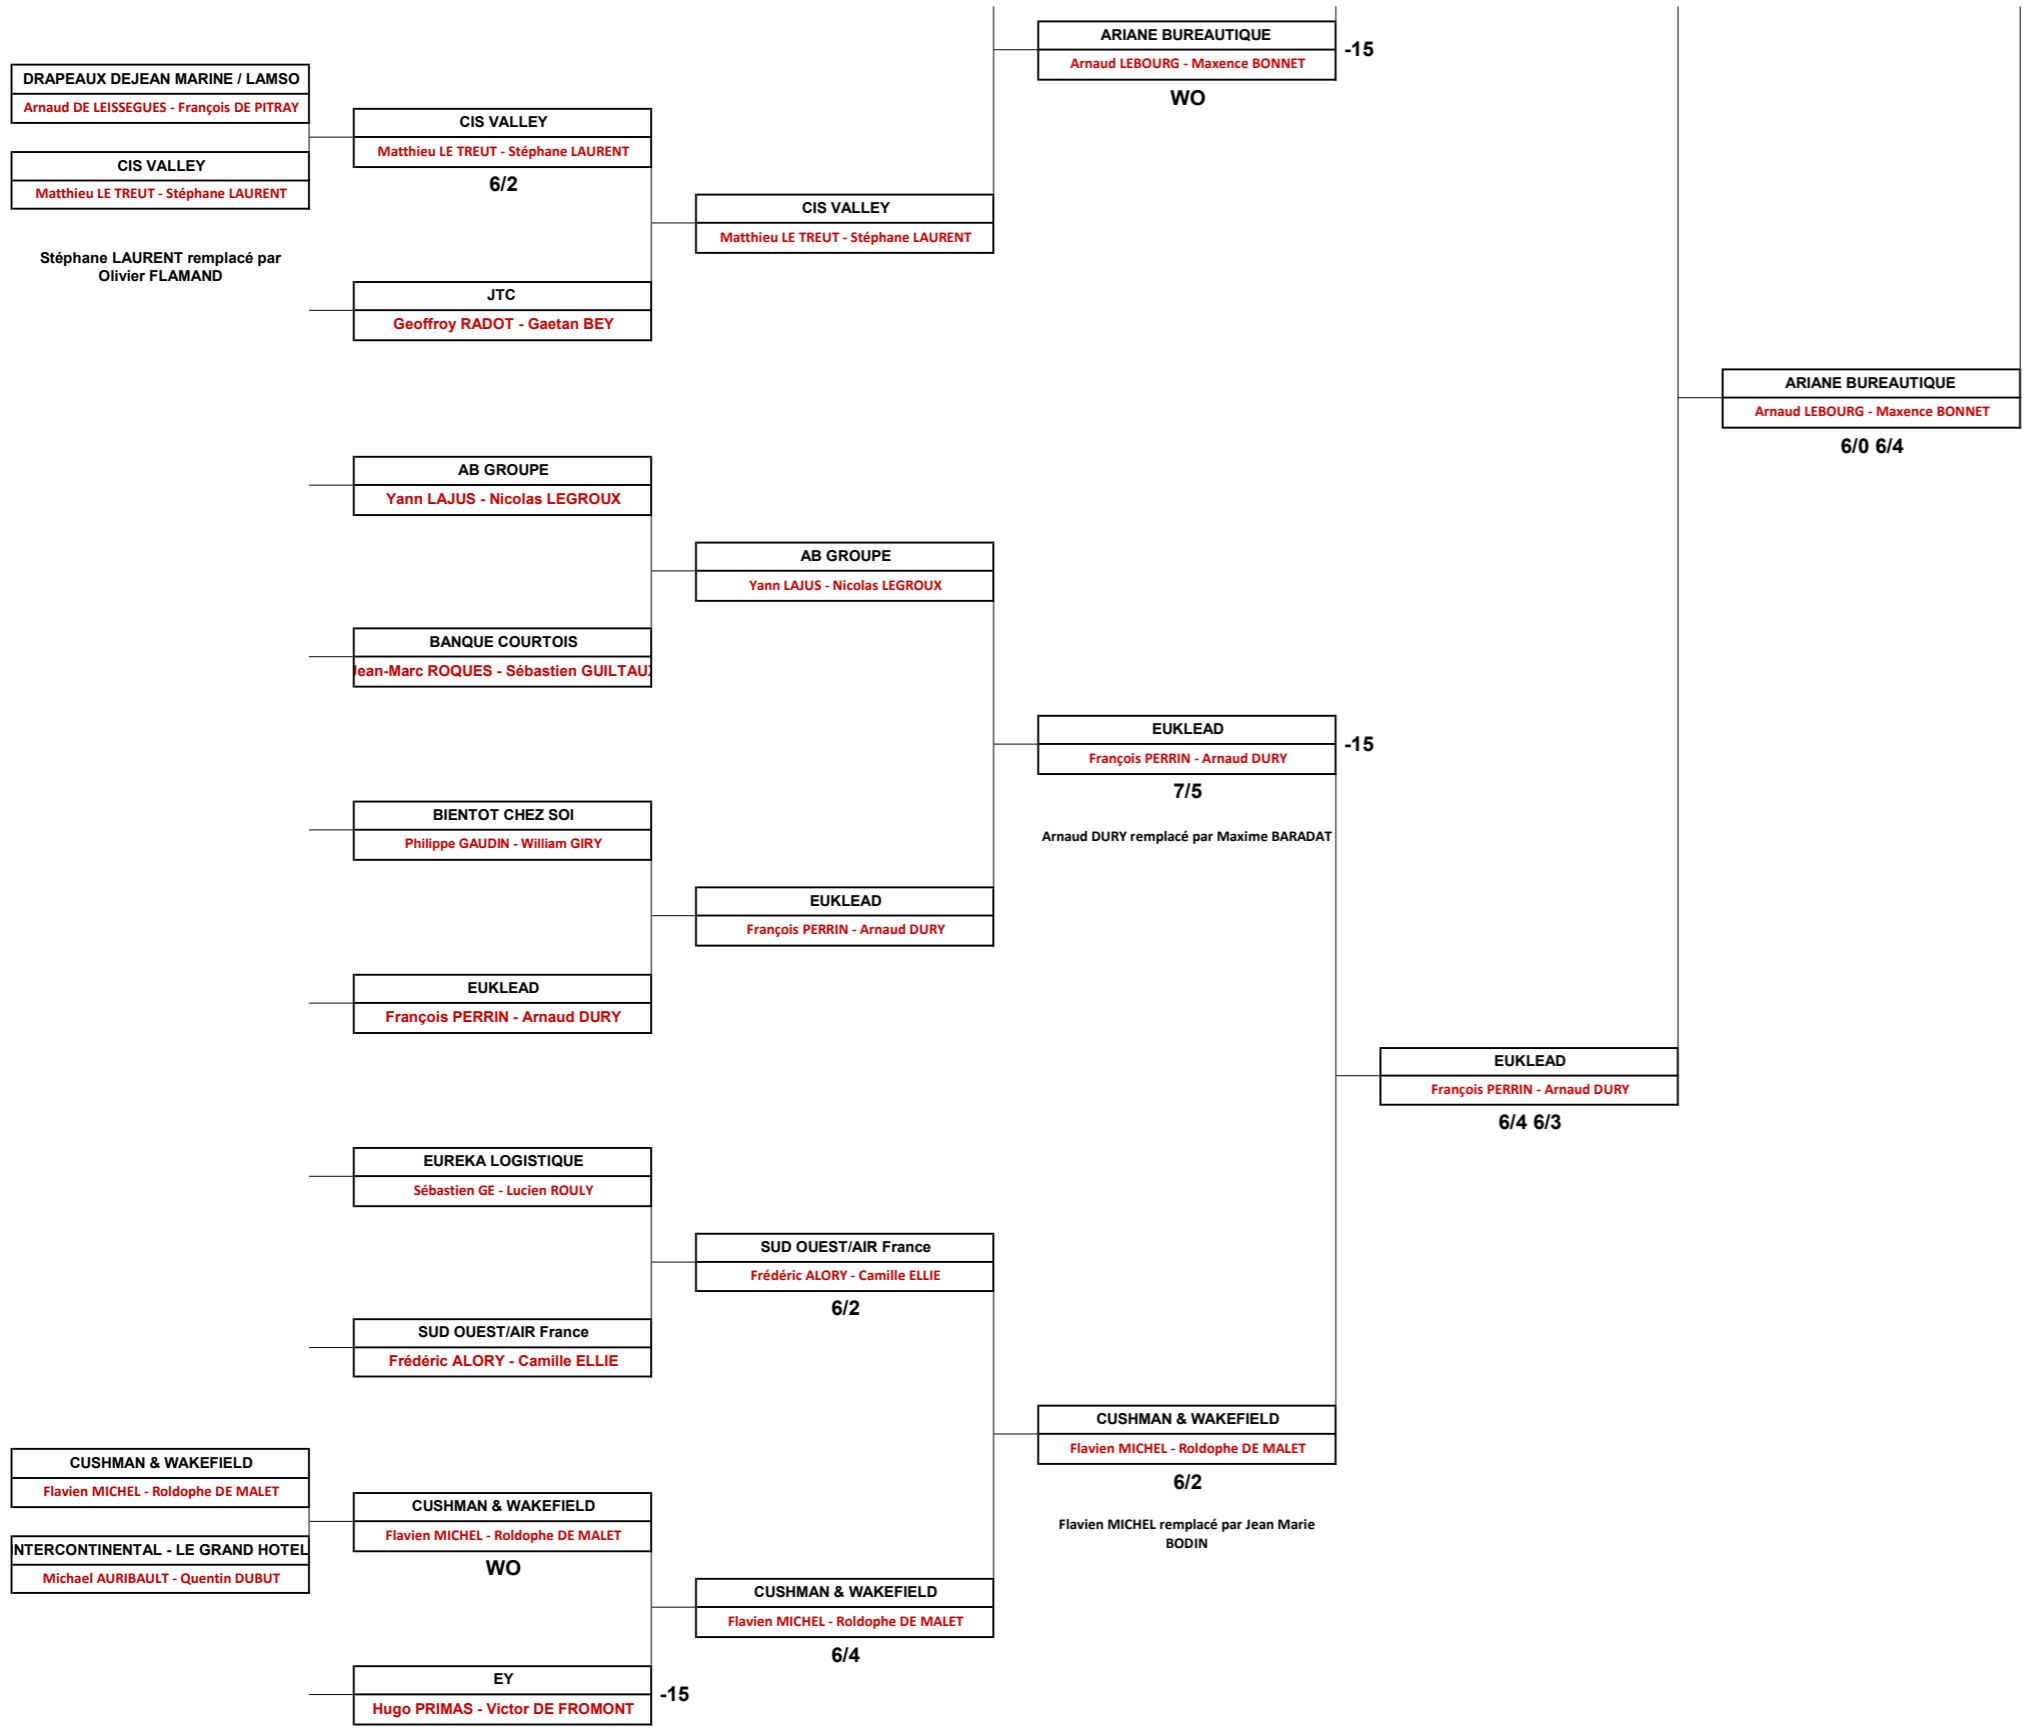 ARIANE BUREAUTIQUE
Arnaud LEBOURG - Maxence BONNET
-15
WO
DRAPEAUX DEJEAN MARINE / LAMSO
Arnaud DE LEISSEGUES - François DE PITRAY
CIS VALLEY
Matthieu LE TREUT - Stéphane LAURENT
6/2
CIS VALLEY
Matthieu LE TREUT - Stéphane LAURENT
CIS VALLEY
Matthieu LE TREUT - Stéphane LAURENT
Stéphane LAURENT remplacé par
Olivier FLAMAND
JTC
Geoffroy RADOT - Gaetan BEY
ARIANE BUREAUTIQUE
Arnaud LEBOURG - Maxence BONNET
6/0 6/4
AB GROUPE
Yann LAJUS - Nicolas LEGROUX
AB GROUPE
Yann LAJUS - Nicolas LEGROUX
BANQUE COURTOIS
Jean-Marc ROQUES - Sébastien GUILTAU
EUKLEAD
François PERRIN - Arnaud DURY
-15
7/5
Arnaud DURY remplacé par Maxime BARADAT
BIENTOT CHEZ SOI
Philippe GAUDIN - William GIRY
EUKLEAD
François PERRIN - Arnaud DURY
EUKLEAD
François PERRIN - Arnaud DURY
EUKLEAD
François PERRIN - Arnaud DURY
6/4 6/3
EUREKA LOGISTIQUE
Sébastien GE - Lucien ROULY
SUD OUEST/AIR France
Frédéric ALORY - Camille ELLIE
6/2
SUD OUEST/AIR France
Frédéric ALORY - Camille ELLIE
CUSHMAN & WAKEFIELD
Flavien MICHEL - Roldophe DE MALET
6/2
Flavien MICHEL remplacé par Jean Marie
BODIN
CUSHMAN & WAKEFIELD
Flavien MICHEL - Roldophe DE MALET
CUSHMAN & WAKEFIELD
Flavien MICHEL - Roldophe DE MALET
WO
NTERCONTINENTAL - LE GRAND HOTEL
Michael AURIBAULT - Quentin DUBUT
CUSHMAN & WAKEFIELD
Flavien MICHEL - Roldophe DE MALET
6/4
EY
Hugo PRIMAS - Victor DE FROMONT
-15